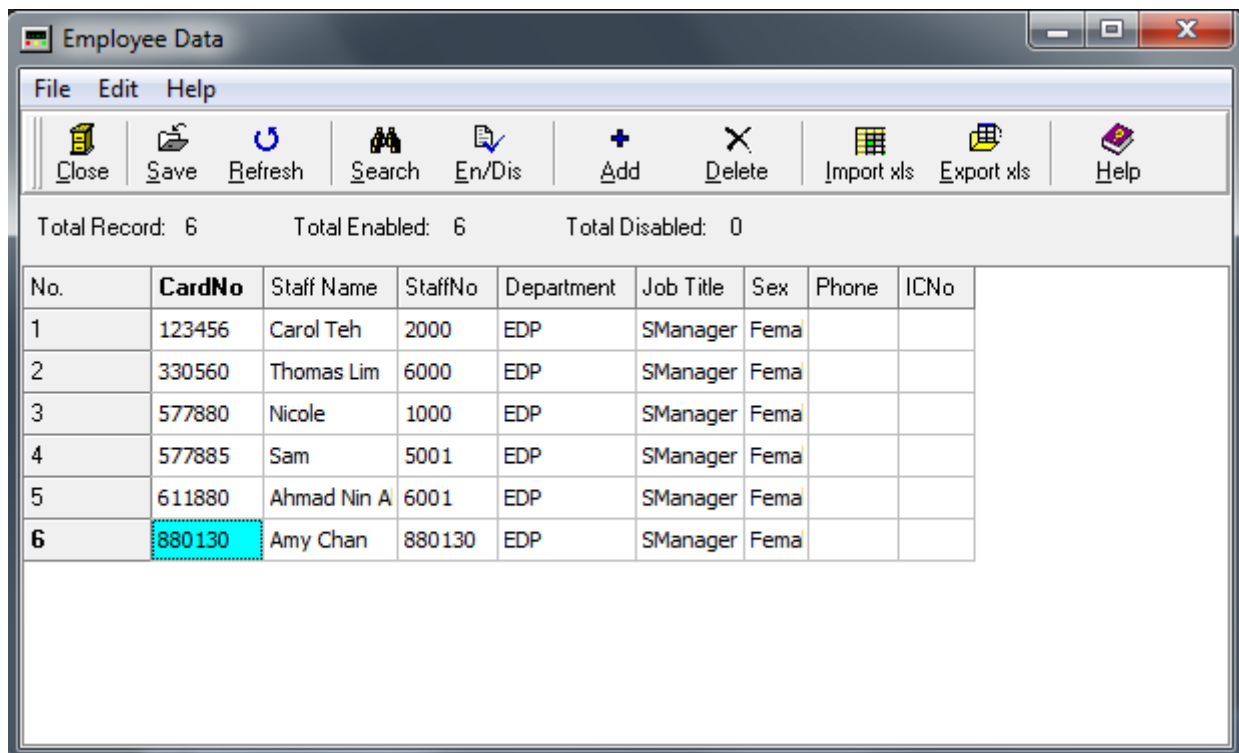 Employee Data
File Edit Help
Close Save Refresh Search En/Dis Add Delete Import xls Export xls Help
Total Record: 6 Total Enabled: 6 Total Disabled: 0
No. CardNo Staff Name StaffNo Department Job Title Sex Phone ICNo
1 123456 Carol Teh 2000 EDP SManager Fema
2 330560 Thomas Lim 6000 EDP SManager Fema
3 577880 Nicole 1000 EDP SManager Fema
4 577885 Sam 5001 EDP SManager Fema
5 611880 Ahmad Nin A 6001 EDP SManager Fema
6 880130 Amy Chan 880130 EDP SManager Fema